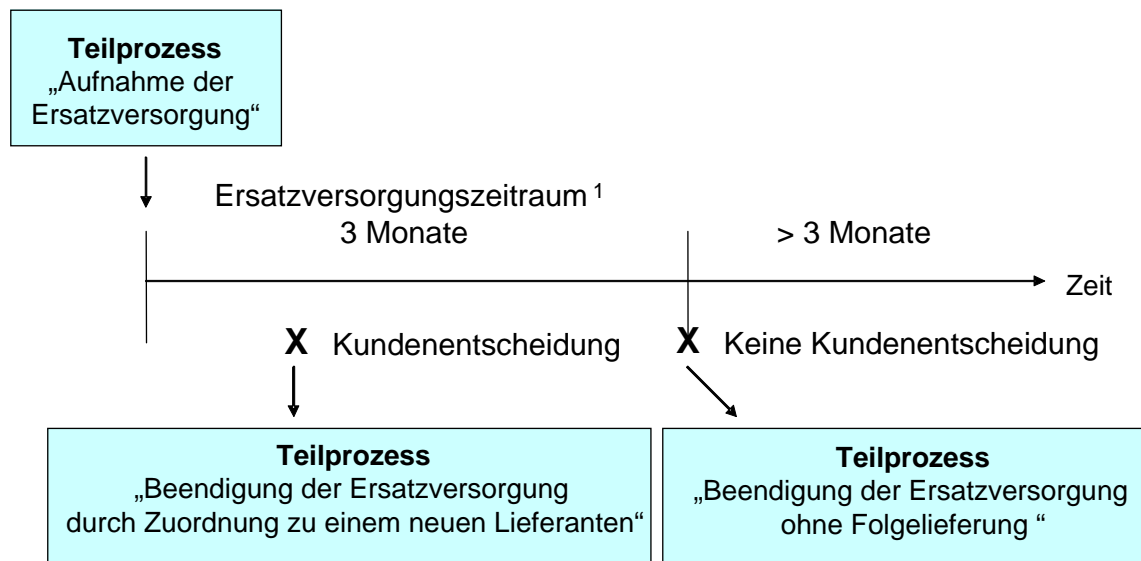 Teilprozess
„Aufnahme der
Ersatzversorgung“
Ersatzversorgungszeitraum 1
3 Monate
> 3 Monate
Zeit
X Kundenentscheidung
X Keine Kundenentscheidung
Teilprozess
„Beendigung der Ersatzversorgung
durch Zuordnung zu einem neuen Lieferanten“
Teilprozess
„Beendigung der Ersatzversorgung
ohne Folgelieferung “